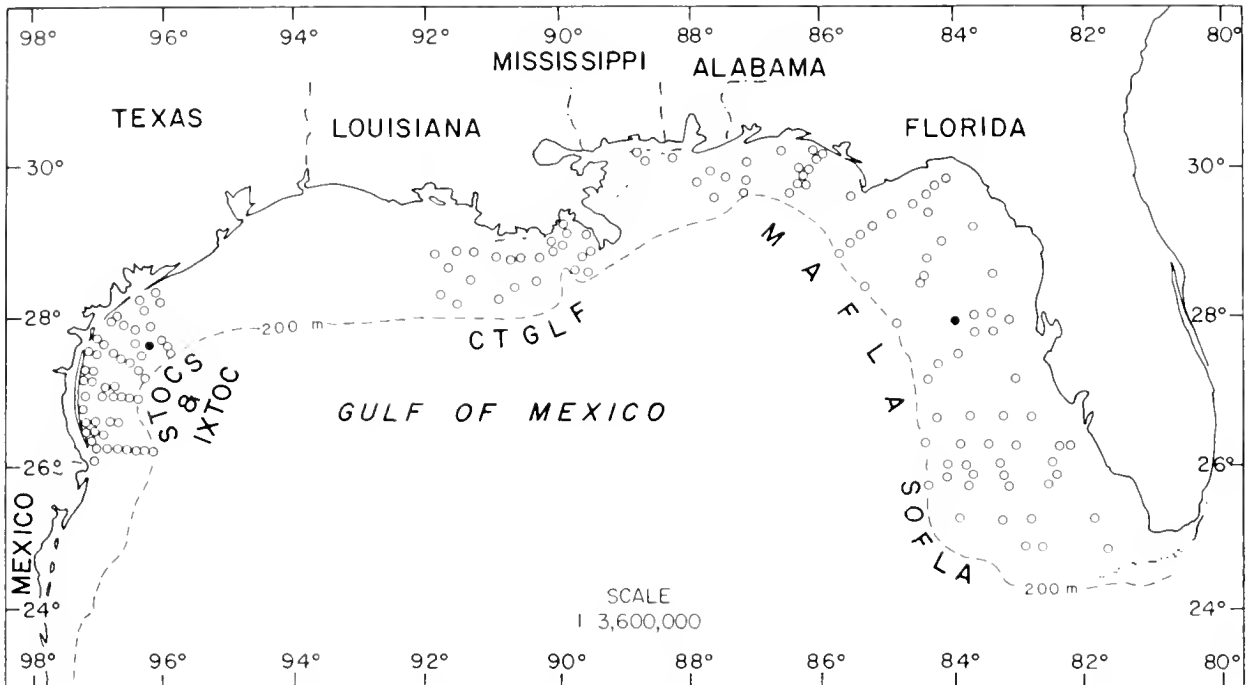 98° 96° 94° 92° 90° 88° 86° 84° 82° 80°
MISSISSIPPI ALABAMA
TEXAS LOUISIANA FLORIDA
30° 30°
MAFLA
28° 28°
200 m
CTGLF
STOCS
&
IXTOC
GULF OF MEXICO
26° 26°
SOFLA
MEXICO
200 m
SCALE
1 3,600,000
24° 24°
98° 96° 94° 92° 90° 88° 86° 84° 82° 80°